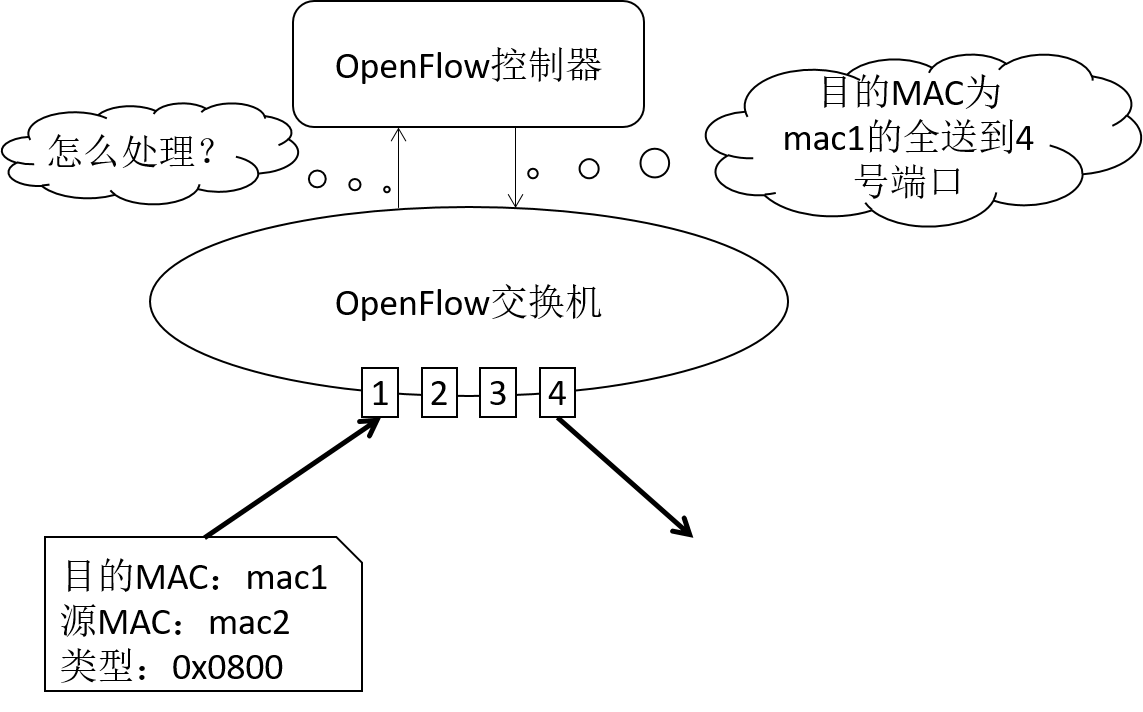 OpenFlow控制器
怎么处理？
目的MAC为
mac1的全送到4
号端口
OpenFlow交换机
1
2
3
4
目的MAC：mac1
源MAC：mac2
类型：0x0800